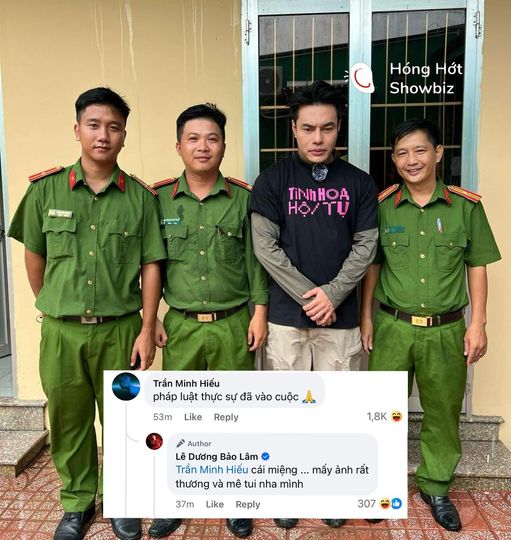 Hóng Hớt
Showbiz
TINH HOA
HỘI TỤ
Trần Minh Hiếu
pháp luật thực sự đã vào cuộc 🙏
53m Like Reply 1,8K 😆
Author
Lê Dương Bảo Lâm
Trần Minh Hiếu cái miệng ... mấy ảnh rất
thương và mê tui nha mình
37m Like Reply 307 😆👍